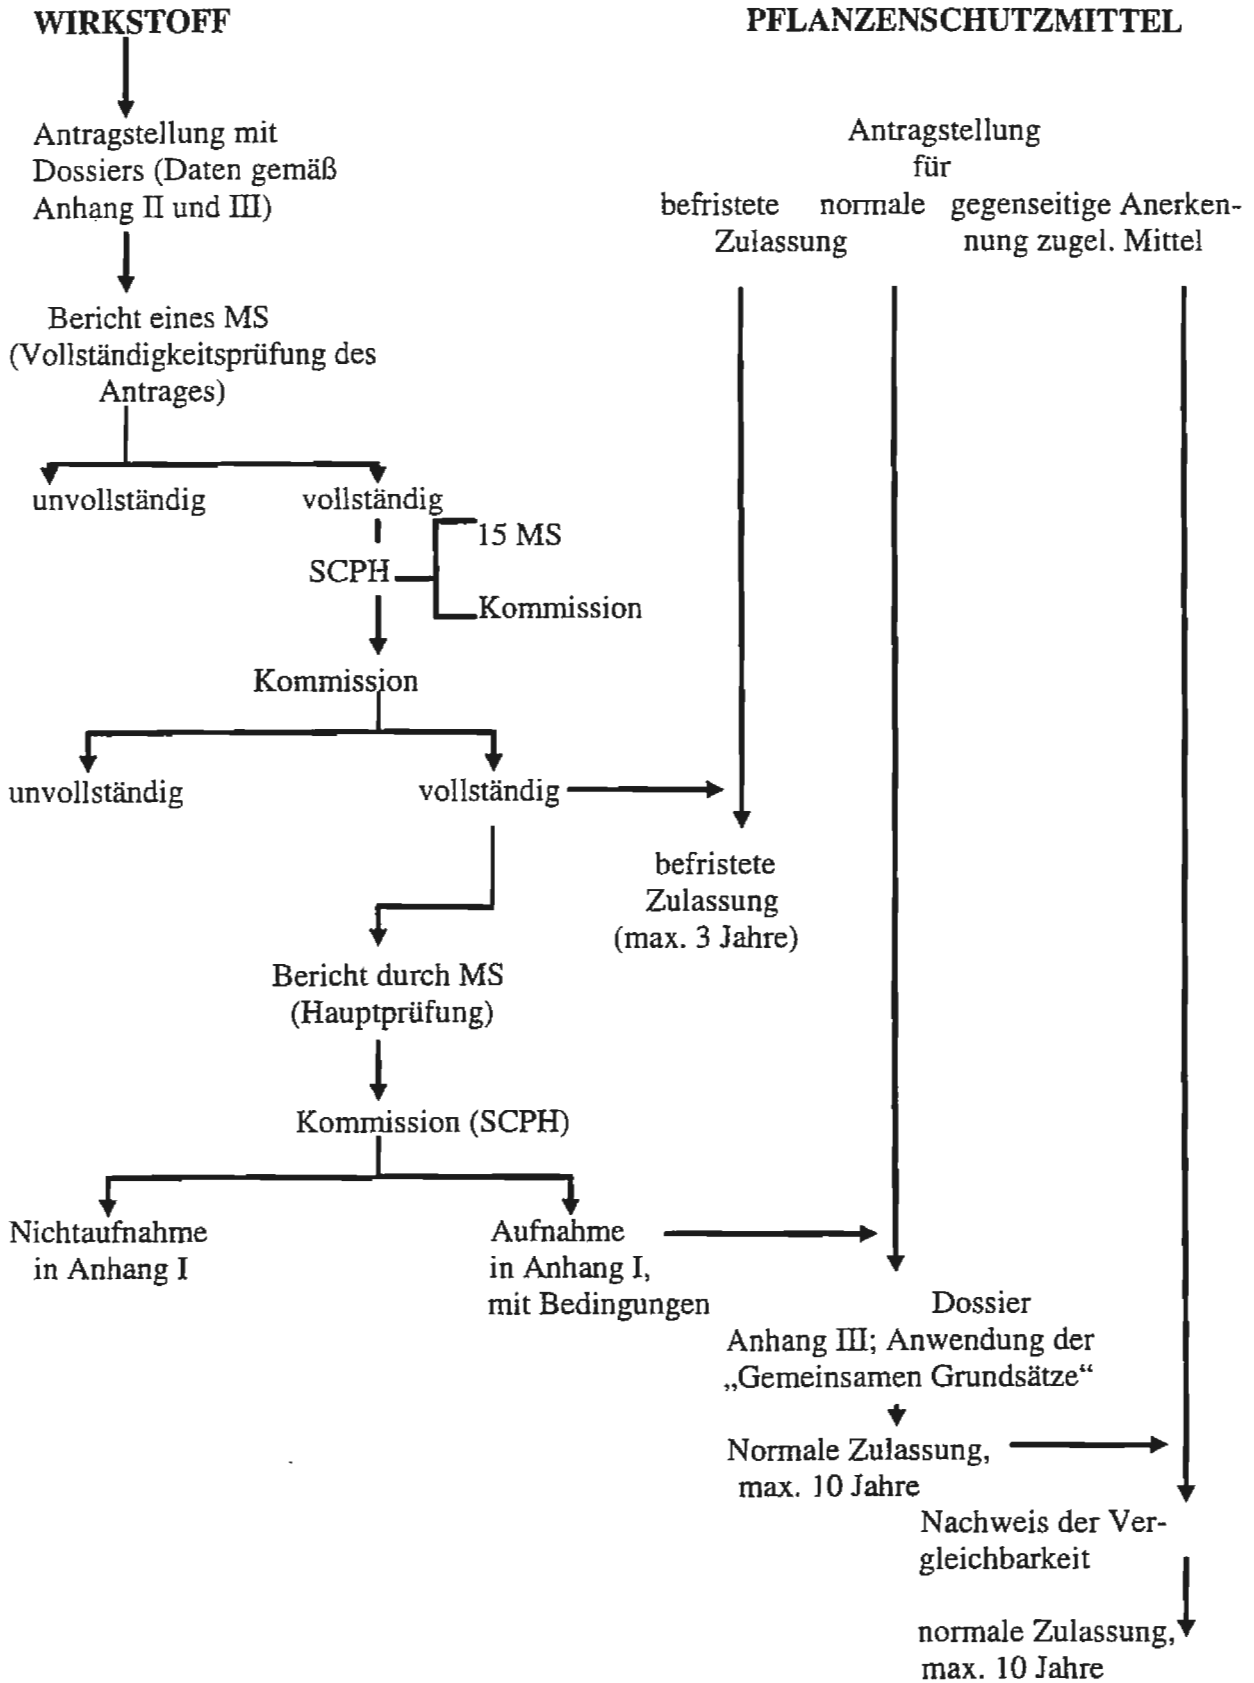 WIRKSTOFF
Antragstellung mit
Dossiers (Daten gemäß
Anhang II und III)
Bericht eines MS
(Vollständigkeitsprüfung des
Antrages)
unvollständig
vollständig
SCPH
15 MS
Kommission
Kommission
unvollständig
vollständig
Bericht durch MS
(Hauptprüfung)
Kommission (SCPH)
Nichtaufnahme
in Anhang I
Aufnahme
in Anhang I,
mit Bedingungen
PFLANZENSCHUTZMITTEL
Antragstellung
für
befristete normale gegenseitige Anerken-
Zulassung nung zugel. Mittel
befristete
Zulassung
(max. 3 Jahre)
Dossier
Anhang III; Anwendung der
„Gemeinsamen Grundsätze“
Normale Zulassung,
max. 10 Jahre
Nachweis der Ver-
gleichbarkeit
normale Zulassung,
max. 10 Jahre